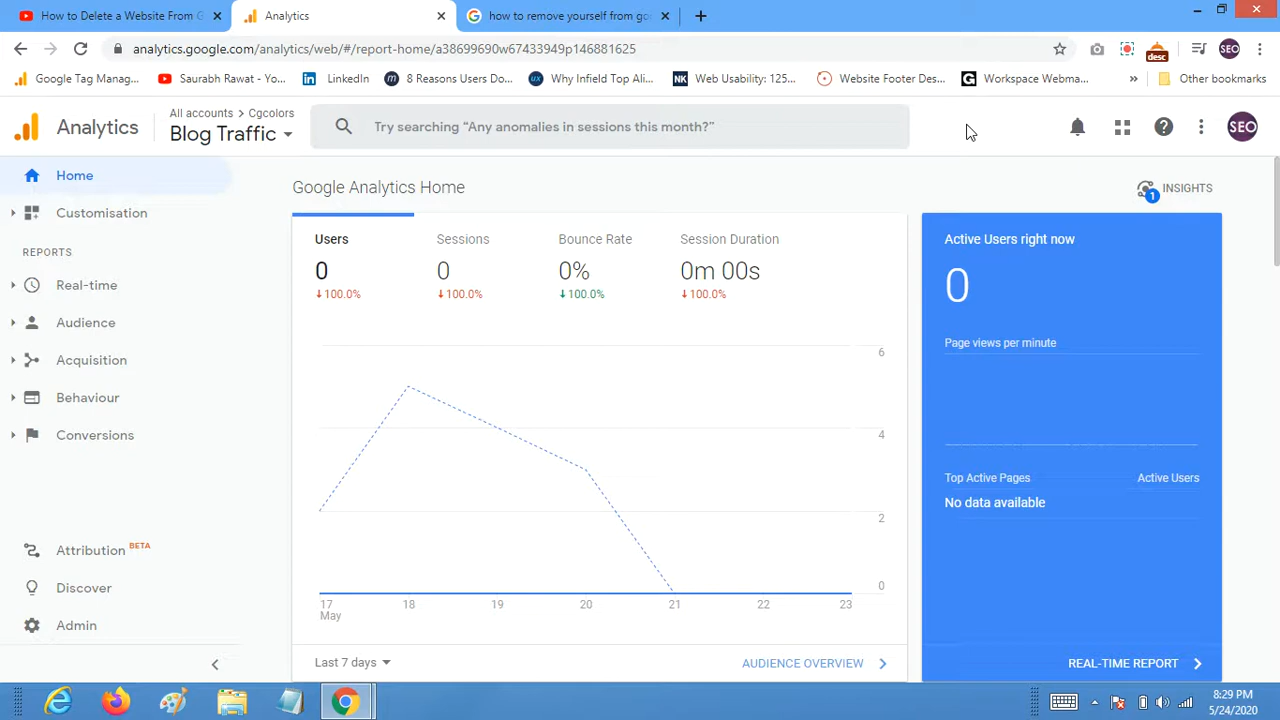 How to Delete a Website From G
Analytics
how to remove yourself from goo
analytics.google.com/analytics/web/#/report-home/a38699690w67433949p146881625
desc
SEO
Google Tag Manag...
Saurabh Rawat - Yo...
LinkedIn
8 Reasons Users Do...
Why Infield Top Ali...
Web Usability: 125...
Website Footer Des...
Workspace Webma...
Other bookmarks
Analytics
All accounts > Cgcolors
Blog Traffic
Try searching “Any anomalies in sessions this month?”
SEO
Home
Customisation
REPORTS
Real-time
Audience
Acquisition
Behaviour
Conversions
Attribution BETA
Discover
Admin
Google Analytics Home
1 INSIGHTS
Users Sessions Bounce Rate Session Duration
0 0 0% 0m 00s
↓100.0% ↓100.0% ↓100.0% ↓100.0%
6
4
2
0
17 18 19 20 21 22 23
May
Last 7 days
AUDIENCE OVERVIEW
Active Users right now
0
Page views per minute
Top Active Pages Active Users
No data available
REAL-TIME REPORT
8:29 PM
5/24/2020